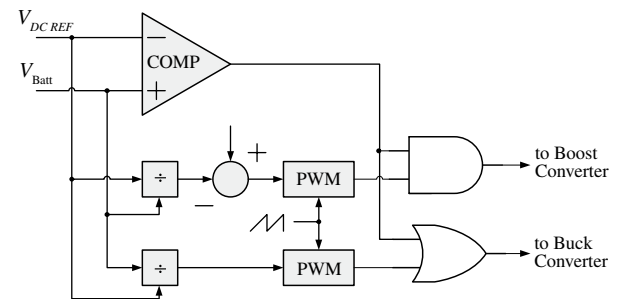 V_DC REF
COMP
V_Batt
−
+
÷
+
−
PWM
to Boost
Converter
÷
PWM
to Buck
Converter